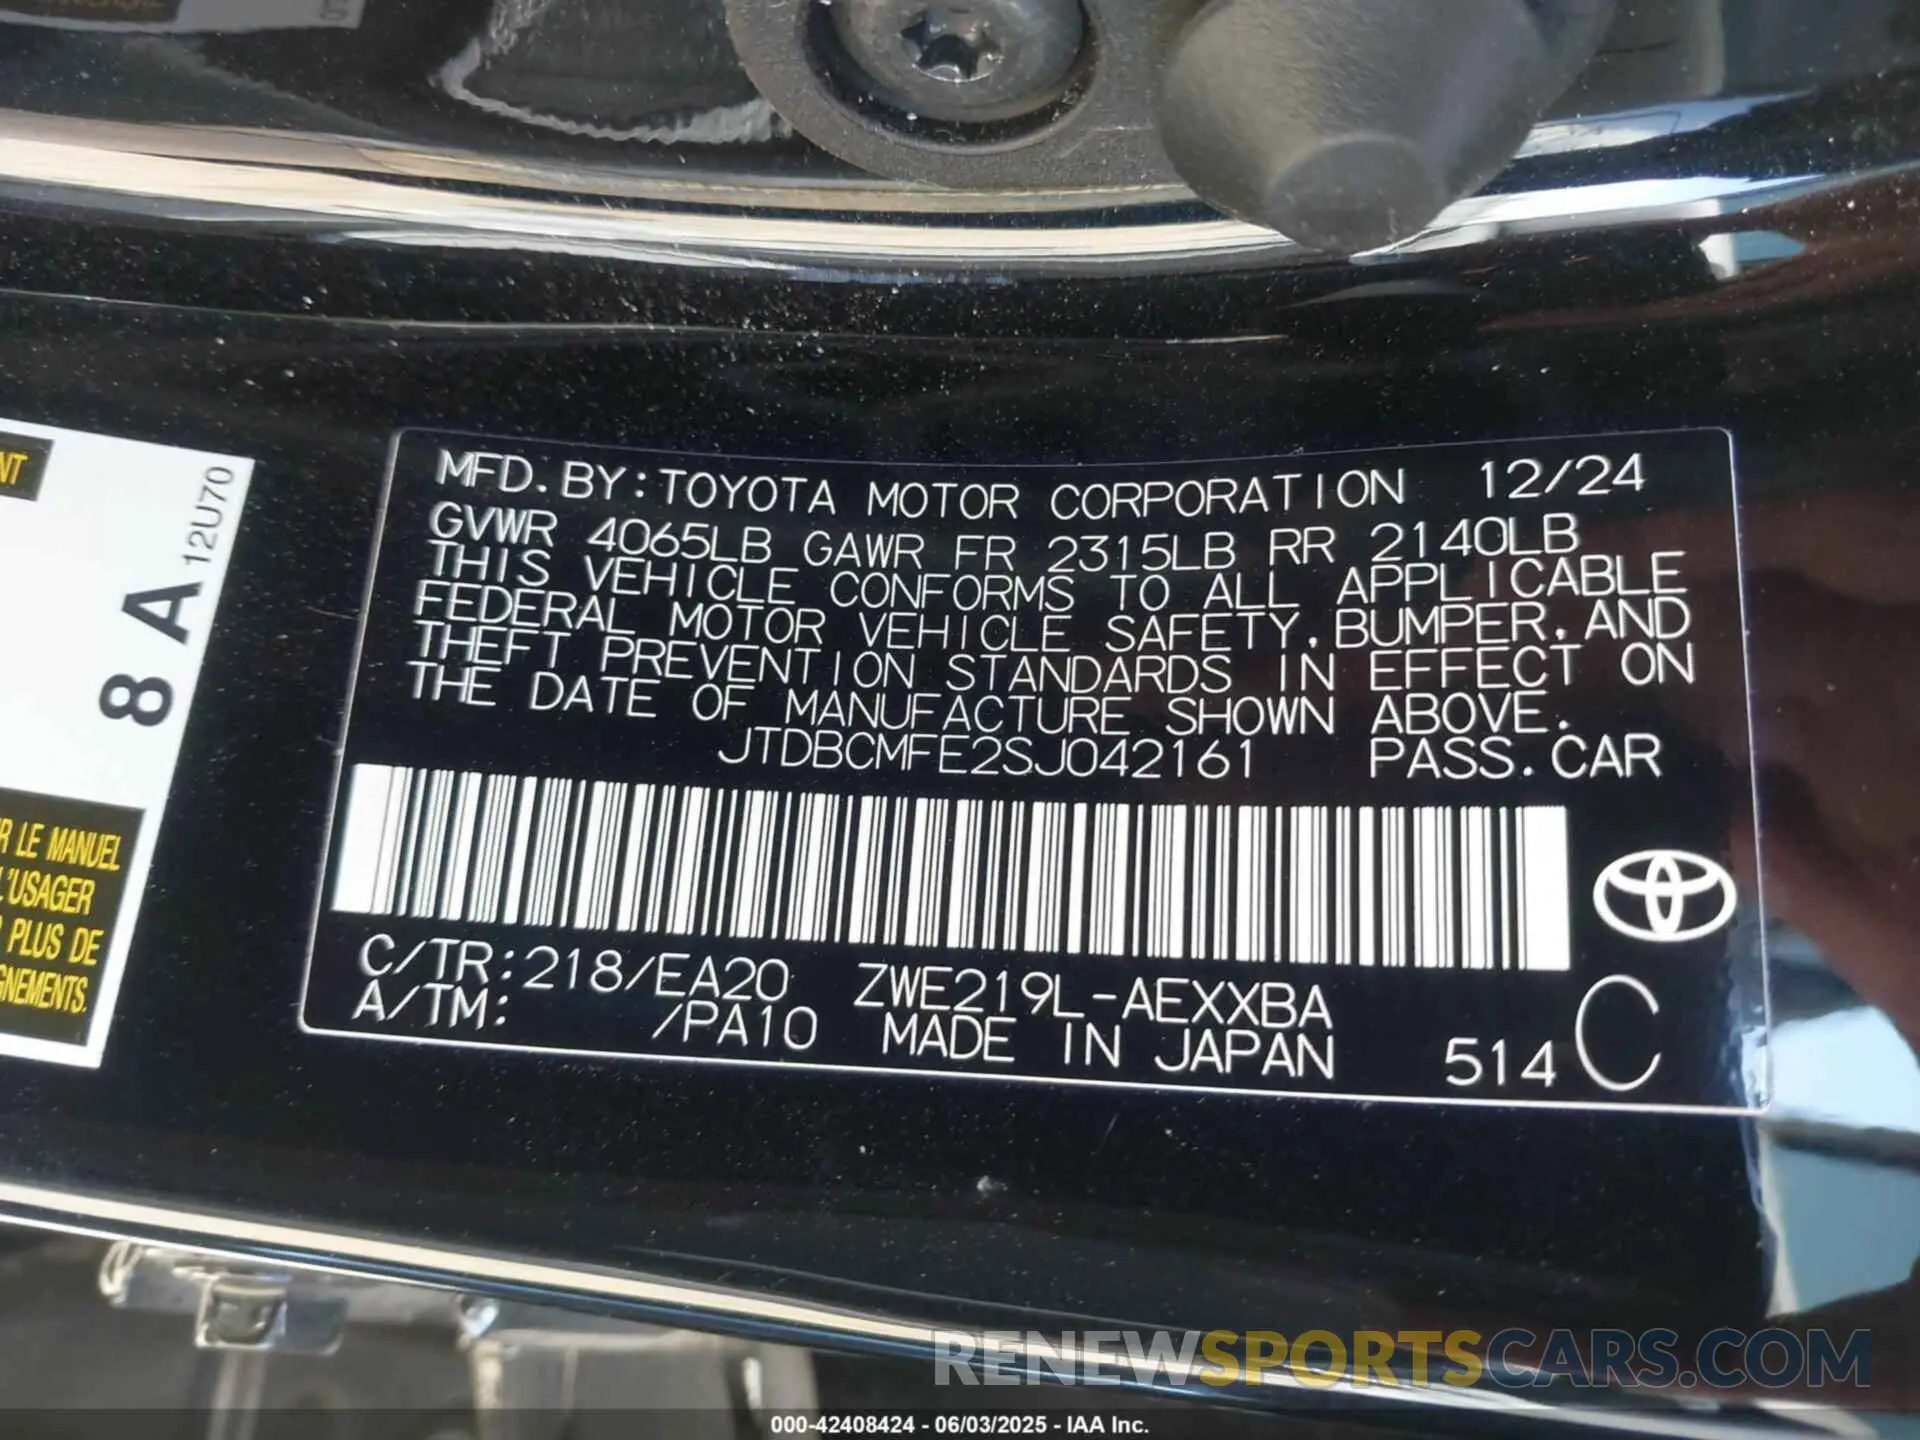 NT
8 A 12U70
R LE MANUEL
L'USAGER
PLUS DE
GNEMENTS.
MFD. BY: TOYOTA MOTOR CORPORATION 12/24
GVWR 4065LB GAWR FR 2315LB RR 2140LB
THIS VEHICLE CONFORMS TO ALL APPLICABLE
FEDERAL MOTOR VEHICLE SAFETY, BUMPER, AND
THEFT PREVENTION STANDARDS IN EFFECT ON
THE DATE OF MANUFACTURE SHOWN ABOVE.
JTDBCMFE2SJ042161 PASS. CAR
C/TR: 218/EA20 ZWE219L-AEXXBA
A/TM: /PA10 MADE IN JAPAN 514 C
RENEWSPORTSCARS.COM
000-42408424 - 06/03/2025 - IAA Inc.